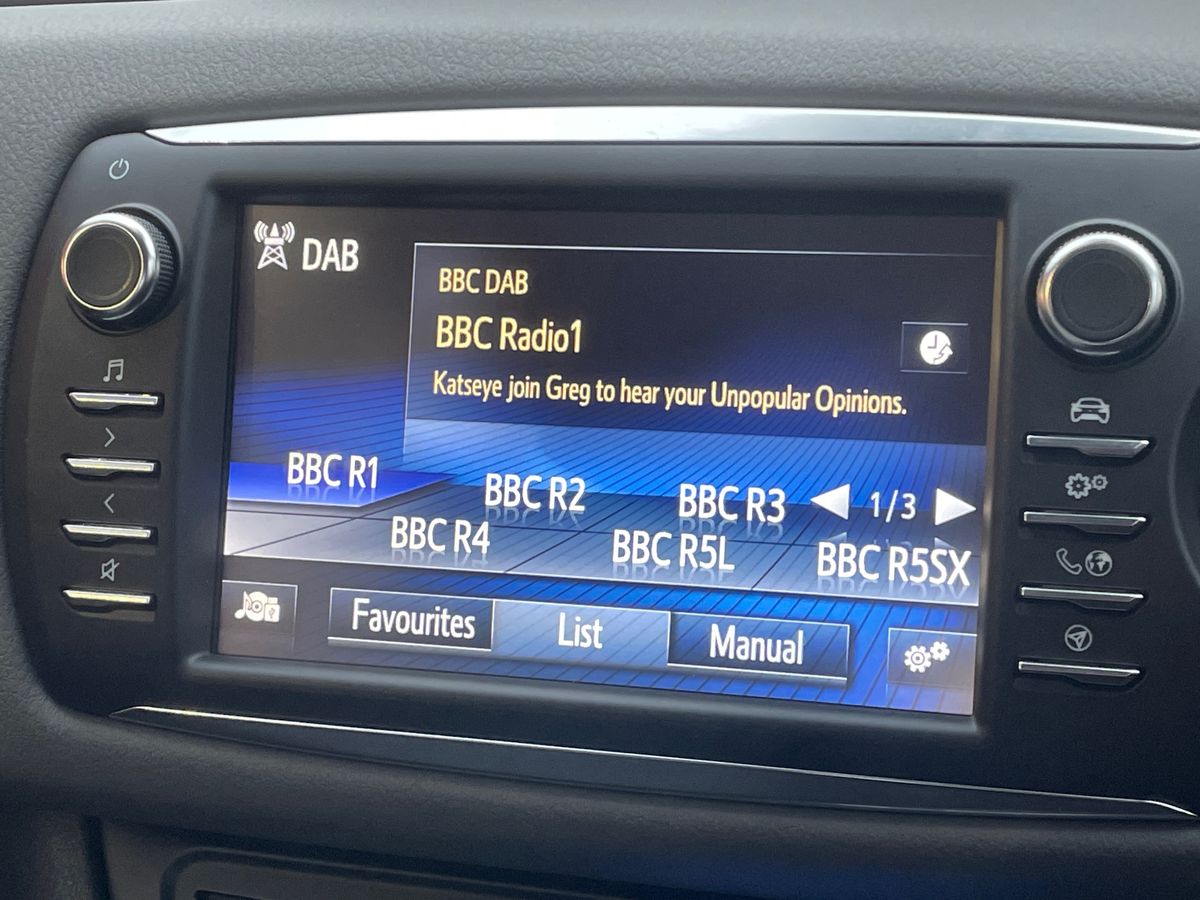 DAB
BBC DAB
BBC Radio1
Katseye join Greg to hear your Unpopular Opinions.
BBC R1
BBC R2
BBC R3
1/3
BBC R4
BBC R5L
BBC R5SX
Favourites
List
Manual